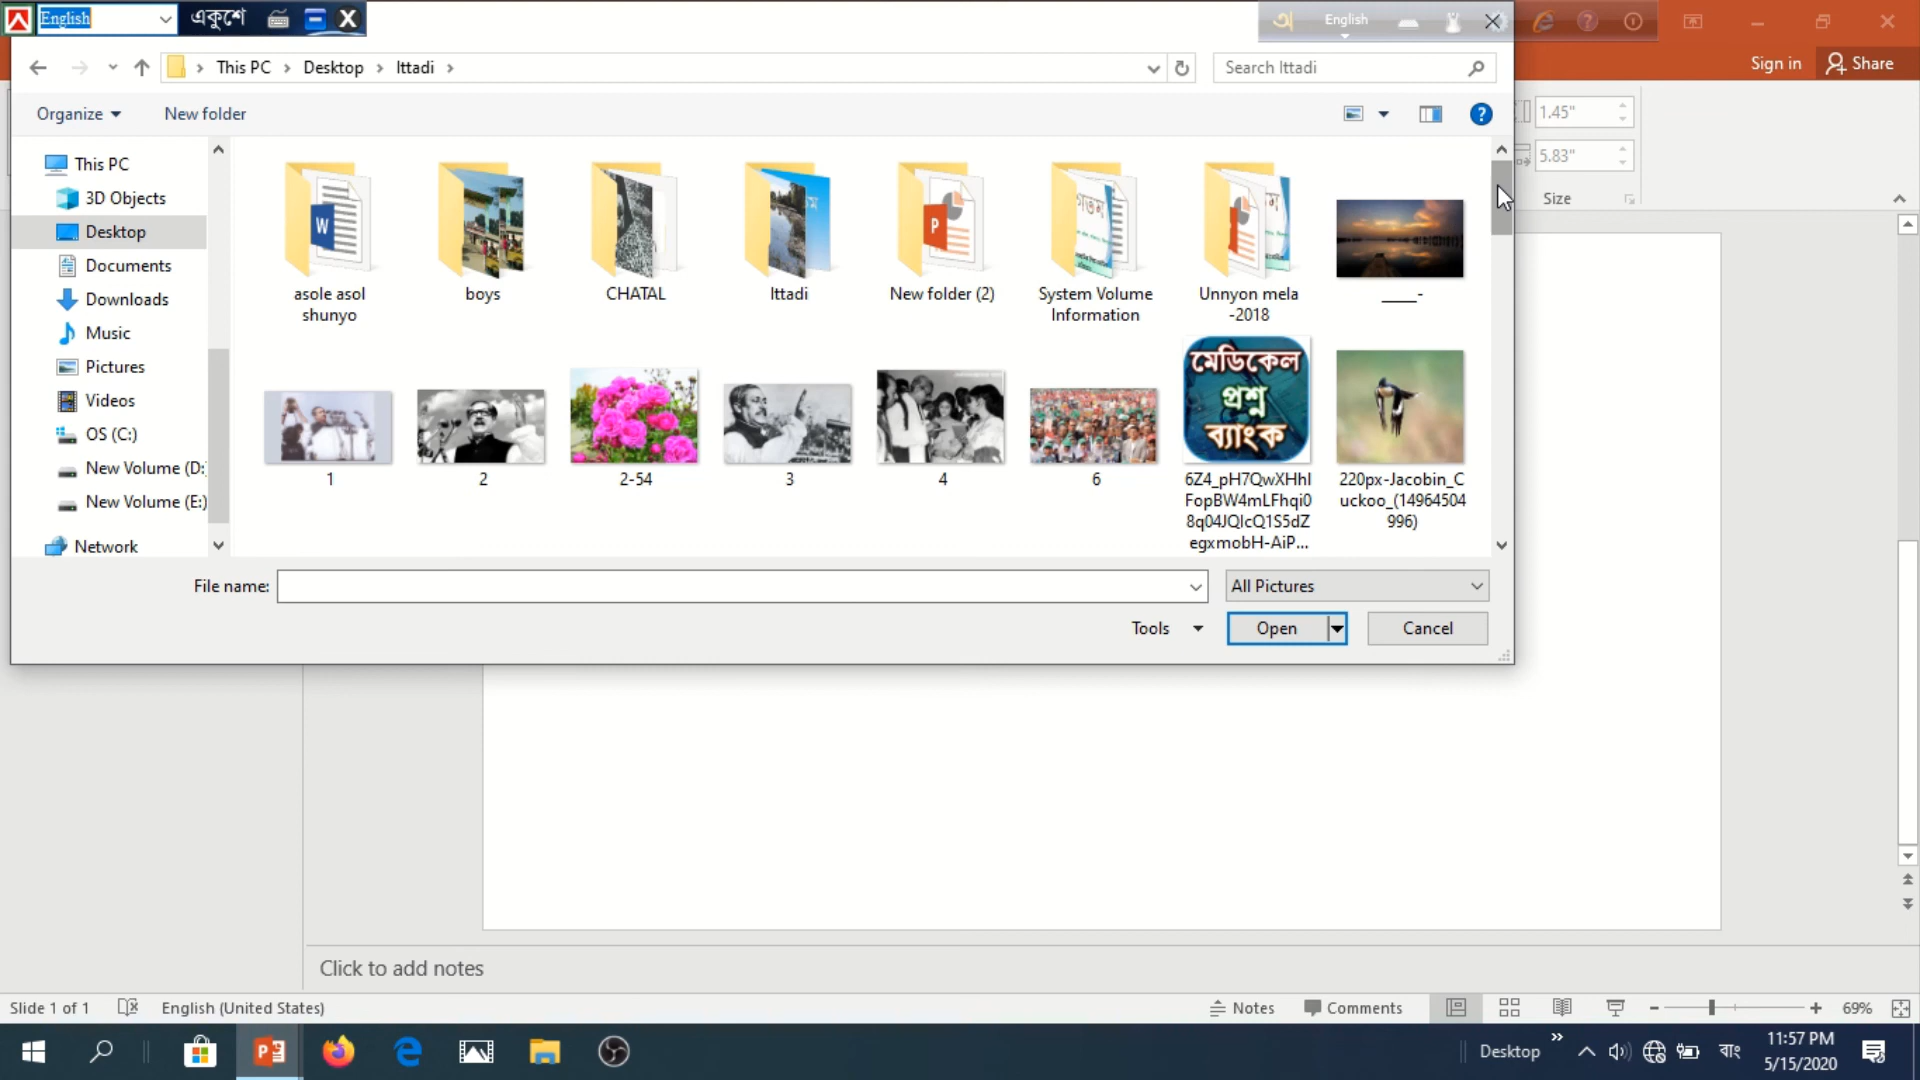 English
একুশে
English
Sign in
Share
This PC
Desktop
Ittadi
Search Ittadi
Organize
New folder
1.45"
5.83"
Size
This PC
3D Objects
Desktop
Documents
Downloads
Music
Pictures
Videos
OS (C:)
New Volume (D:
New Volume (E:)
Network
asole asol
shunyo
boys
CHATAL
Ittadi
New folder (2)
System Volume
Information
Unnyon mela
-2018
____-
মেডিকেল
প্রশ্ন
ব্যাংক
1
2
2-54
3
4
6
6Z4_pH7QwXHhI
FopBW4mLFhqi0
8q04JQIcQ1S5dZ
egxmobH-AiP...
220px-Jacobin_C
uckoo_(14964504
996)
File name:
All Pictures
Tools
Open
Cancel
Click to add notes
Slide 1 of 1
English (United States)
Notes
Comments
69%
Desktop
বাং
11:57 PM
5/15/2020